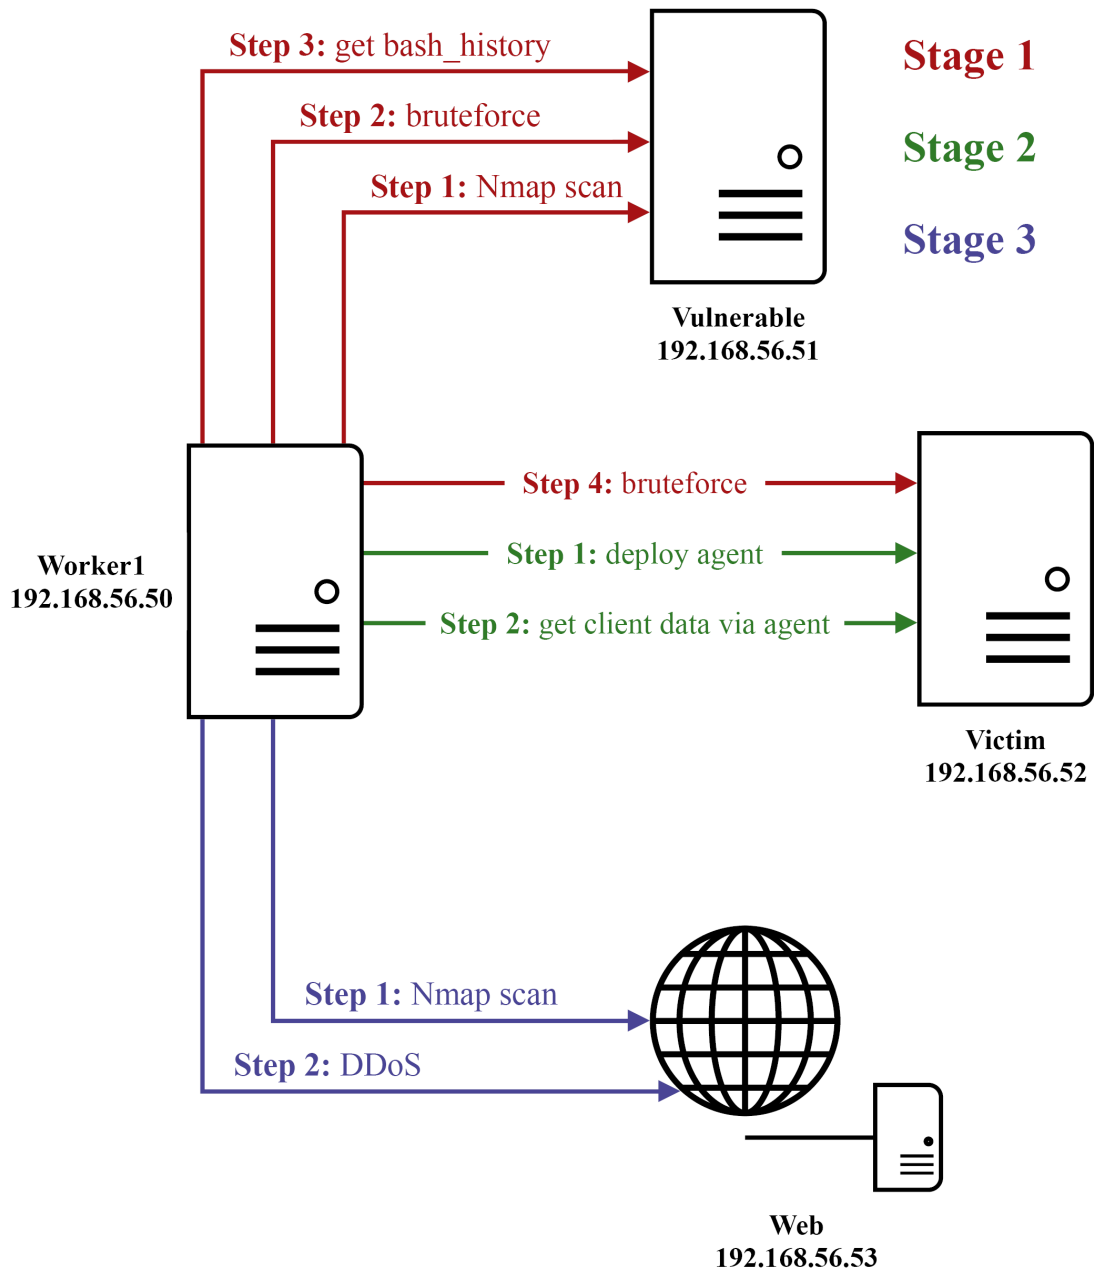 Step 3: get bash_history
Step 2: bruteforce
Step 1: Nmap scan
Stage 1
Stage 2
Stage 3
Vulnerable
192.168.56.51
Step 4: bruteforce
Step 1: deploy agent
Step 2: get client data via agent
Worker1
192.168.56.50
Victim
192.168.56.52
Step 1: Nmap scan
Step 2: DDoS
Web
192.168.56.53